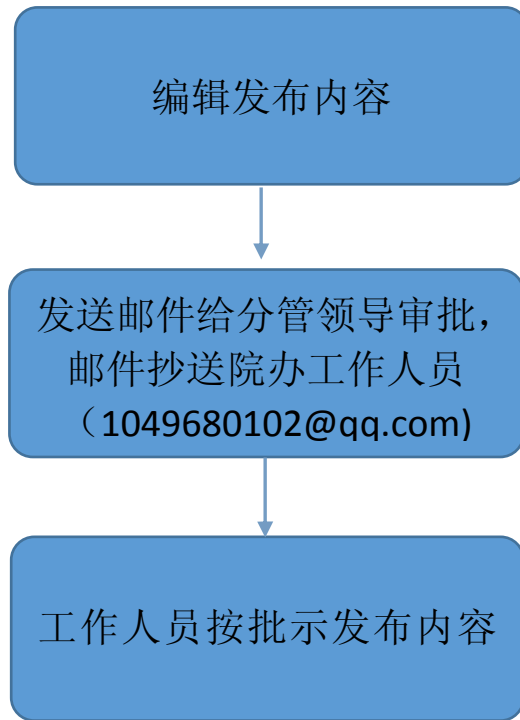 编辑发布内容
发送邮件给分管领导审批，
邮件抄送院办工作人员
（1049680102@qq.com)
工作人员按批示发布内容